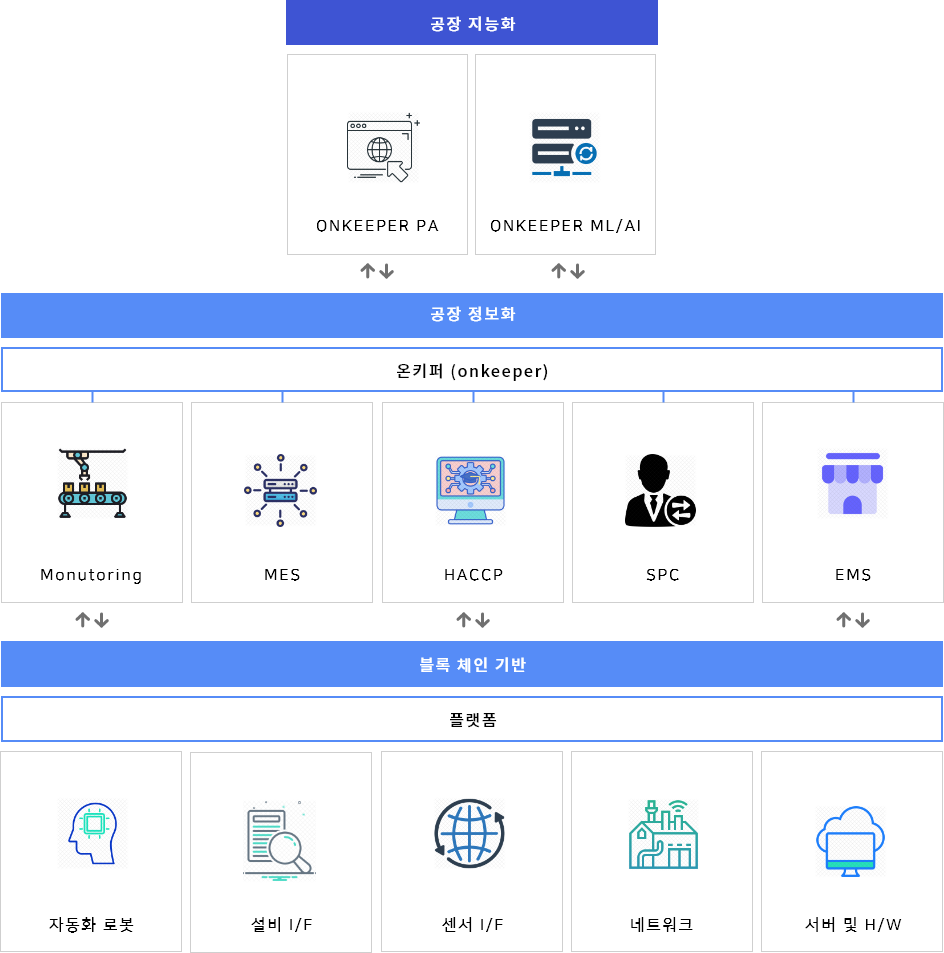 공장 지능화
ONKEEPER PA
ONKEEPER ML/AI
공장 정보화
온키퍼 (onkeeper)
Monutoring
MES
HACCP
SPC
EMS
블록 체인 기반
플랫폼
자동화 로봇
설비 I/F
센서 I/F
네트워크
서버 및 H/W